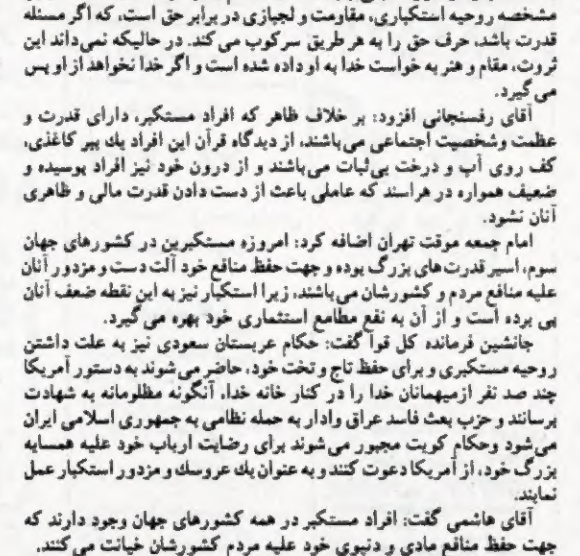 مشخصه روحیه استکباری، مقاومت و لجبازی در برابر حق است، که اگر مسئله
قدرت باشد، حرف حق را به هر طریق سرکوب می‌کند. در حالیکه نمی‌داند این
ثروت، مقام و هنر به خواست خدا به او داده شده است و اگر خدا نخواهد از او پس
می‌گیرد.
آقای رفسنجانی افزود: بر خلاف ظاهر که افراد مستکبر، دارای قدرت و
عظمت وشخصیت اجتماعی می‌باشند، از دیدگاه قرآن این افراد یك ببر کاغذی،
کف روی آب و درخت بی‌ثبات می‌باشند و از درون خود نیز افراد پوسیده و
ضعیف همواره در هراسند که عاملی باعث از دست دادن قدرت مالی و ظاهری
آنان نشود.
امام جمعه موقت تهران اضافه کرد: امروزه مستکبرین در کشورهای جهان
سوم، اسیر قدرت‌های بزرگ بوده و جهت حفظ منافع خود آلت دست و مزدور آنان
علیه منافع مردم و کشورشان می‌باشند، زیرا استکبار نیز به این نقطه ضعف آنان
پی برده است و از آن به نفع مطامع استثماری خود بهره می‌گیرد.
جانشین فرمانده کل قوا گفت: حکام عربستان سعودی نیز به علت داشتن
روحیه مستکبری و برای حفظ تاج و تخت خود، حاضر می‌شوند به دستور آمریکا
چند صد نفر ازمیهمانان خدا را در کنار خانه خدا، آنگونه مظلومانه به شهادت
برسانند و حزب بعث فاسد عراق وادار به حمله نظامی به جمهوری اسلامی ایران
می‌شود وحکام کویت مجبور می‌شوند برای رضایت ارباب خود علیه همسایه
بزرگ خود، از آمریکا دعوت کنند و به عنوان یك عروسك و مزدور استکبار عمل
نمایند.
آقای هاشمی گفت: افراد مستکبر در همه کشورهای جهان وجود دارند که
جهت حفظ منافع مادی و دنیوی خود علیه مردم کشورشان خیانت می‌کنند.